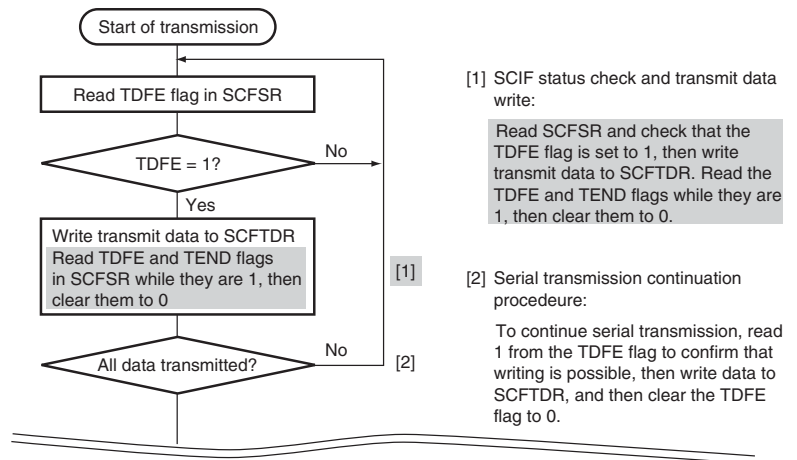 Start of transmission
Read TDFE flag in SCFSR
TDFE = 1?
No
Yes
Write transmit data to SCFTDR
Read TDFE and TEND flags
in SCFSR while they are 1, then
clear them to 0
[1]
All data transmitted?
No
[2]
[1] SCIF status check and transmit data
write:
Read SCFSR and check that the
TDFE flag is set to 1, then write
transmit data to SCFTDR. Read the
TDFE and TEND flags while they are
1, then clear them to 0.
[2] Serial transmission continuation
procedeure:
To continue serial transmission, read
1 from the TDFE flag to confirm that
writing is possible, then write data to
SCFTDR, and then clear the TDFE
flag to 0.